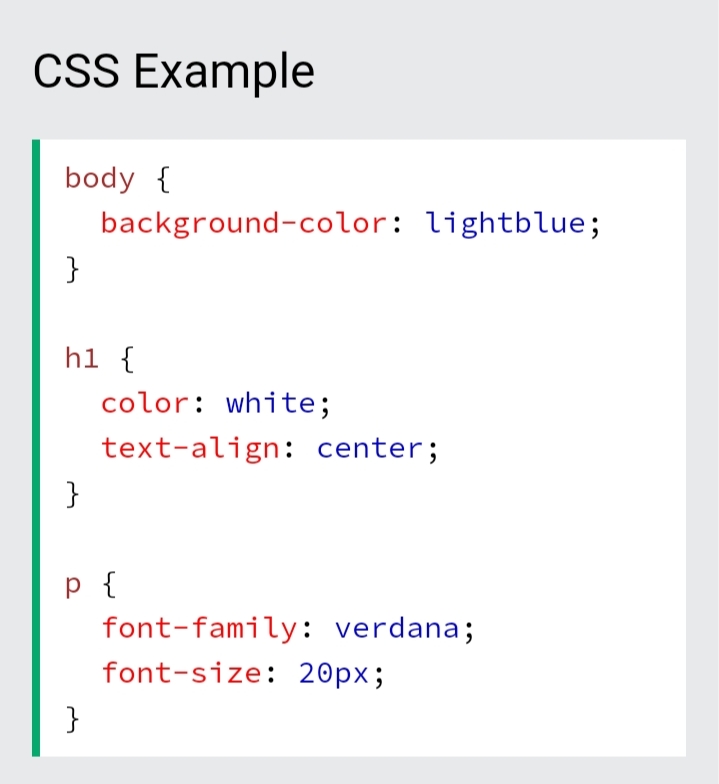 CSS Example
body {
  background-color: lightblue;
}

h1 {
  color: white;
  text-align: center;
}

p {
  font-family: verdana;
  font-size: 20px;
}